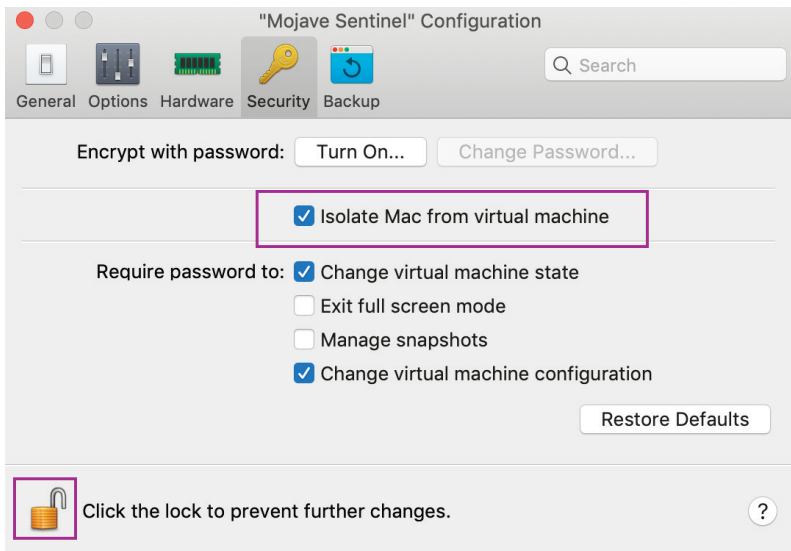 "Mojave Sentinel" Configuration
General Options Hardware Security Backup
Search
Encrypt with password: Turn On... Change Password...
Isolate Mac from virtual machine
Require password to: Change virtual machine state
Exit full screen mode
Manage snapshots
Change virtual machine configuration
Restore Defaults
Click the lock to prevent further changes.
?